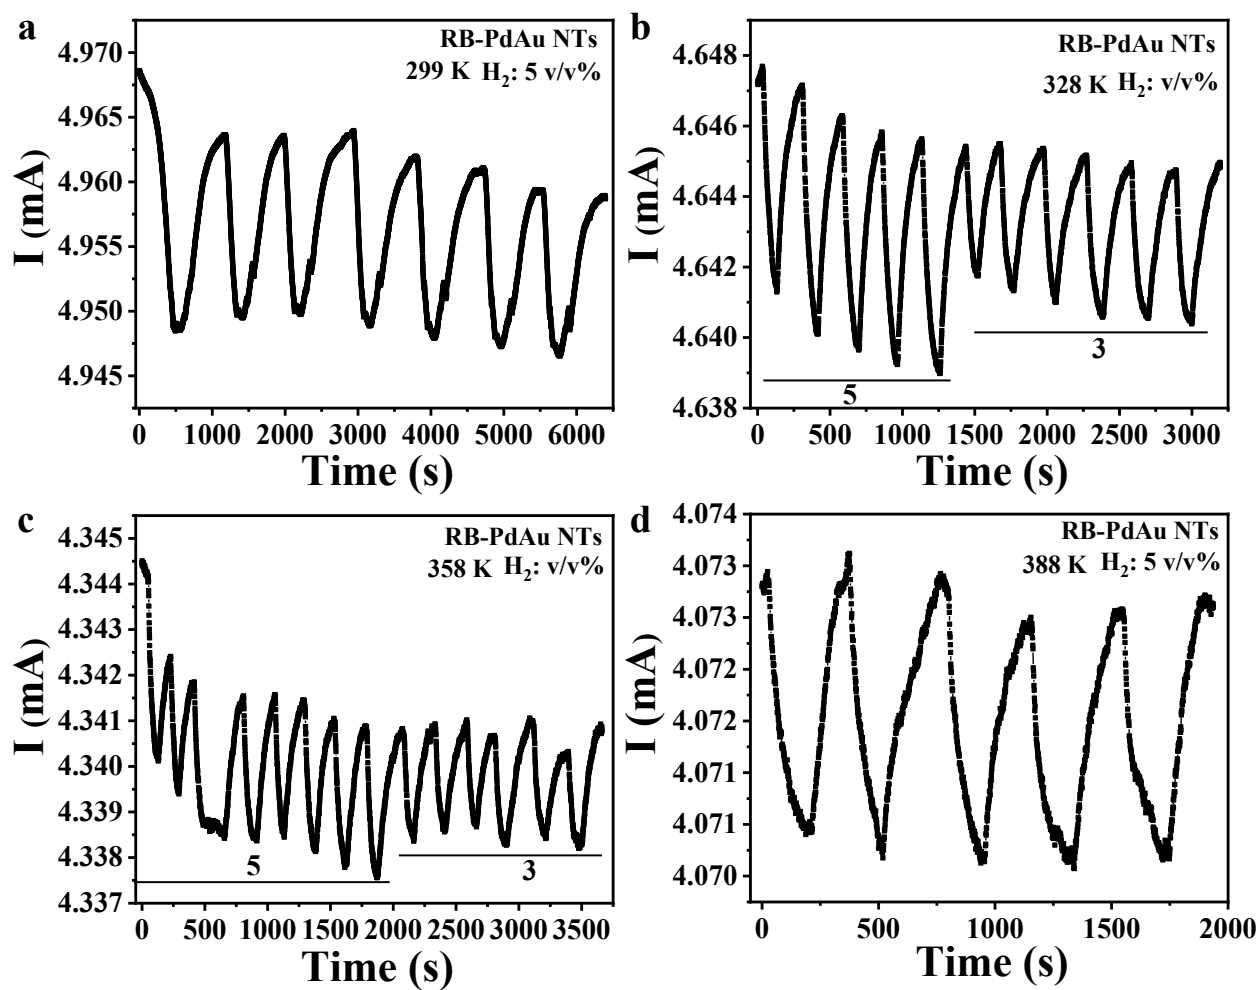 a
RB-PdAu NTs
299 K H₂: 5 v/v%
4.970
4.965
4.960
4.955
4.950
4.945
I (mA)
0 1000 2000 3000 4000 5000 6000
Time (s)
b
RB-PdAu NTs
328 K H₂: v/v%
4.648
4.646
4.644
4.642
4.640
4.638
I (mA)
5
3
0 500 1000 1500 2000 2500 3000
Time (s)
c
RB-PdAu NTs
358 K H₂: v/v%
4.345
4.344
4.343
4.342
4.341
4.340
4.339
4.338
4.337
I (mA)
5
3
0 500 1000 1500 2000 2500 3000 3500
Time (s)
d
RB-PdAu NTs
388 K H₂: 5 v/v%
4.074
4.073
4.073
4.072
4.072
4.071
4.071
4.070
I (mA)
0 500 1000 1500 2000
Time (s)